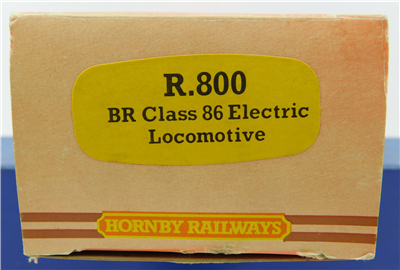 R.800
BR Class 86 Electric
Locomotive
HORNBY RAILWAYS